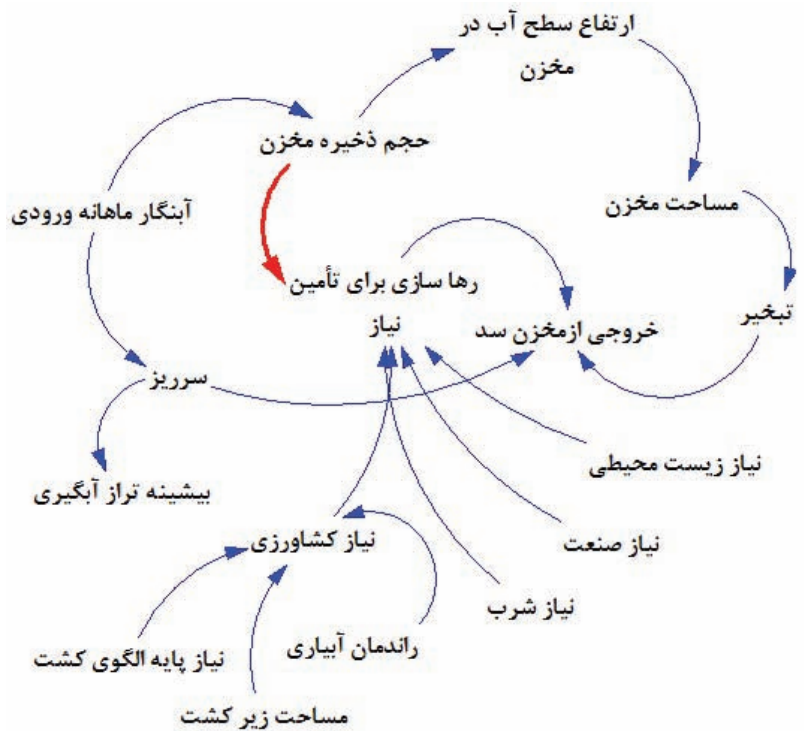 ارتفاع سطح آب در
مخزن
حجم ذخیره مخزن
مساحت مخزن
آبنگار ماهانه ورودی
رها سازی برای تأمین
نیاز
خروجی ازمخزن سد
تبخیر
سرریز
نیاز زیست محیطی
بیشینه تراز آبگیری
نیاز کشاورزی
نیاز صنعت
نیاز شرب
راندمان آبیاری
نیاز پایه الگوی کشت
مساحت زیر کشت